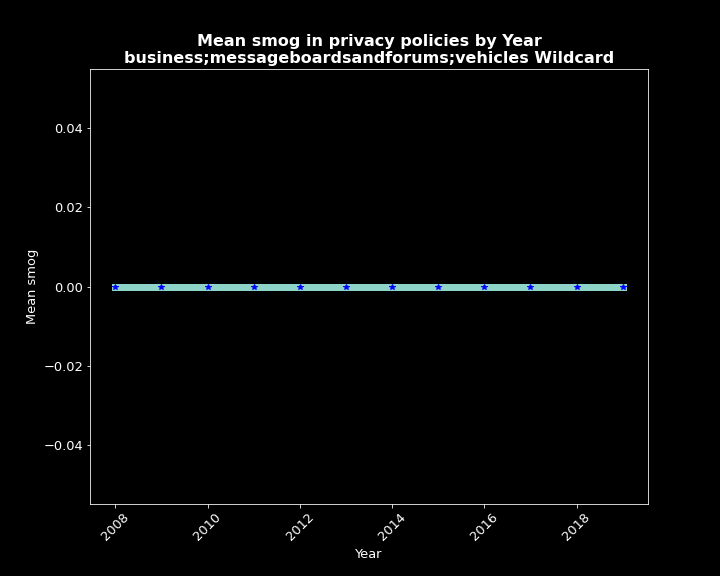 Mean smog in privacy policies by Year
business;messageboardsandforums;vehicles Wildcard
0.04
0.02
0.00
−0.02
−0.04
Mean smog
2008
2010
2012
2014
2016
2018
Year